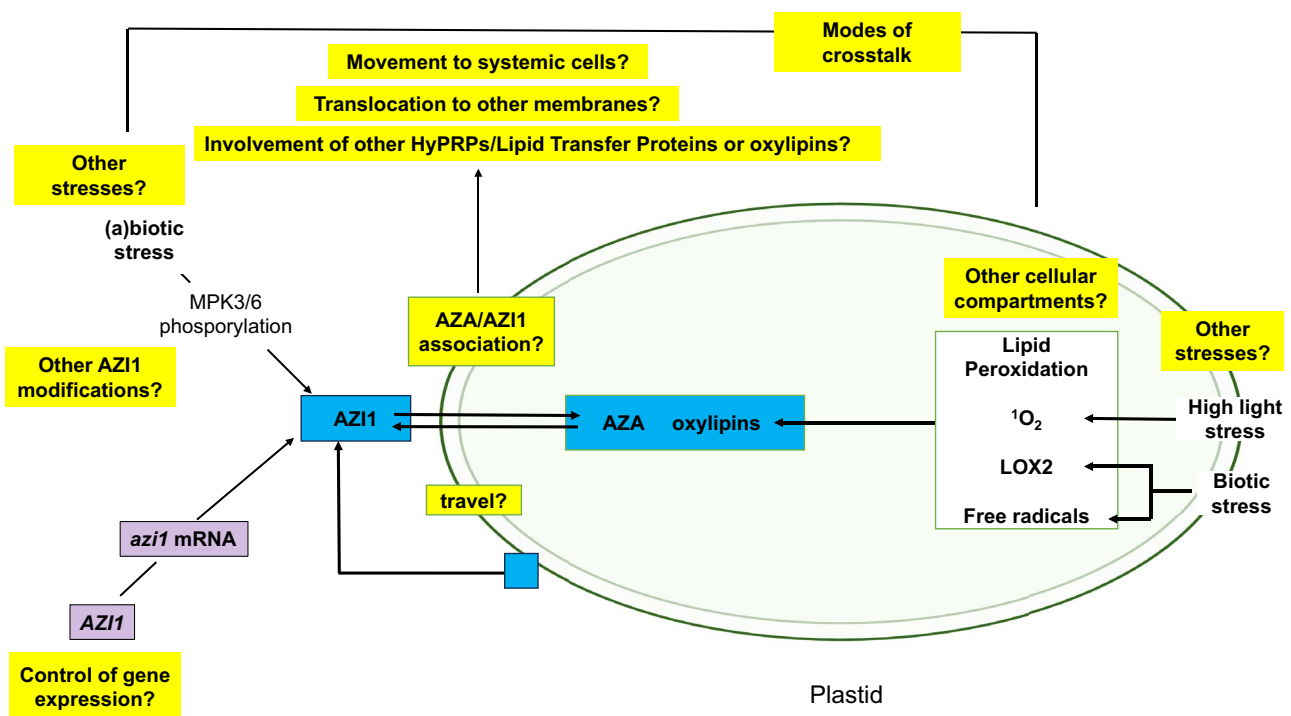 Modes of
crosstalk
Movement to systemic cells?
Translocation to other membranes?
Involvement of other HyPRPs/Lipid Transfer Proteins or oxylipins?
Other
stresses?
(a)biotic
stress
MPK3/6
phosporylation
Other AZI1
modifications?
AZA/AZI1
association?
Other cellular
compartments?
Other
stresses?
Lipid
Peroxidation
¹O₂
High light
stress
LOX2
Biotic
stress
Free radicals
AZI1
AZA oxylipins
travel?
azi1 mRNA
AZI1
Control of gene
expression?
Plastid